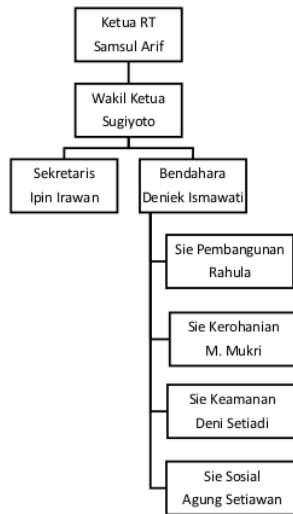 Ketua RT
Samsul Arif
Wakil Ketua
Sugiyoto
Sekretaris
Ipin Irawan
Bendahara
Deniek Ismawati
Sie Pembangunan
Rahula
Sie Kerohanian
M. Mukri
Sie Keamanan
Deni Setiadi
Sie Sosial
Agung Setiawan